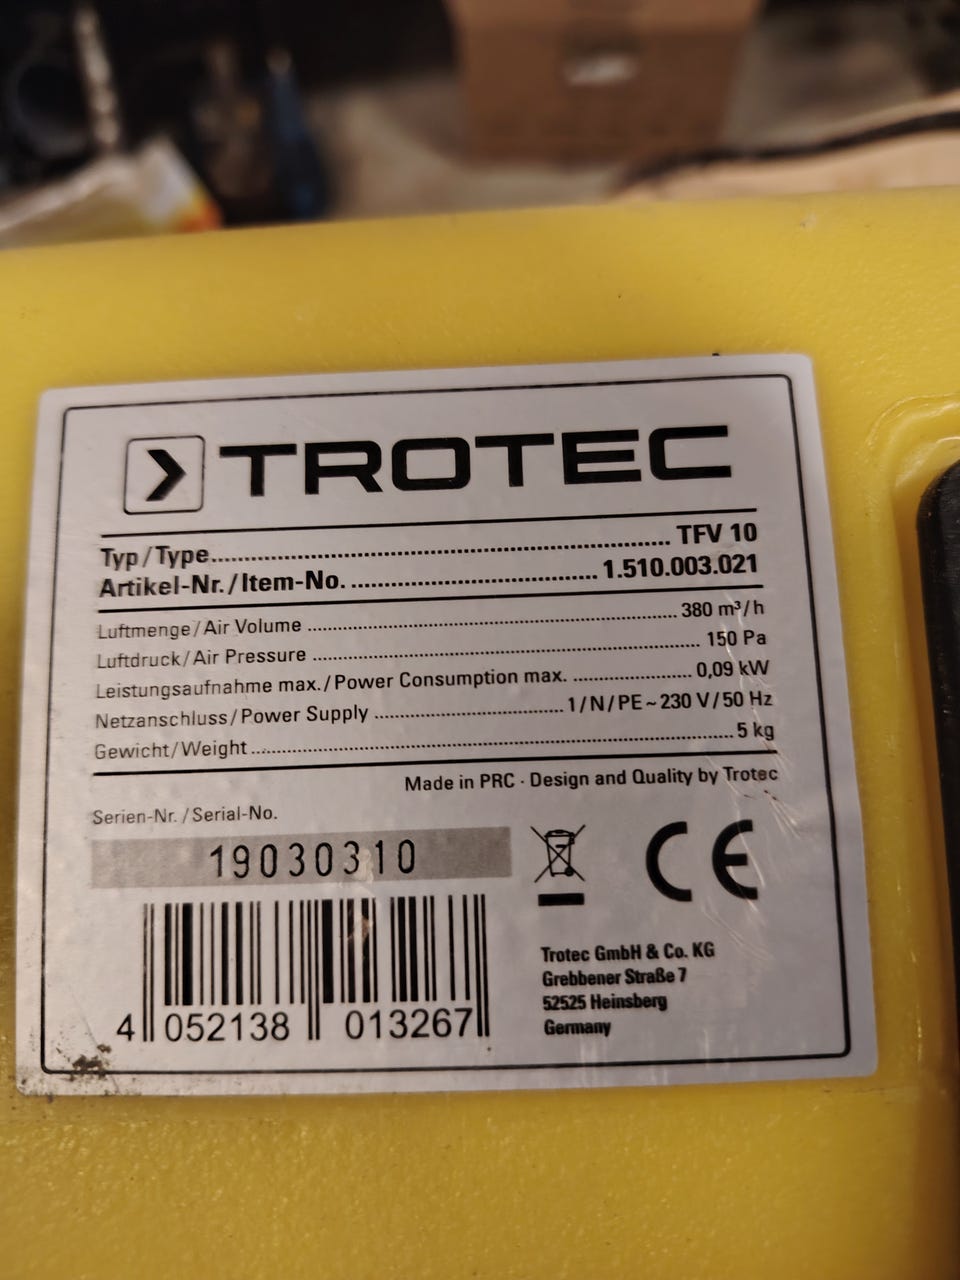 TROTEC
Typ/Type........................................................ TFV 10
Artikel-Nr./Item-No. .............................. 1.510.003.021
Luftmenge/Air Volume ........................................................ 380 m³/h
Luftdruck/Air Pressure ........................................................ 150 Pa
Leistungsaufnahme max./Power Consumption max. .................. 0,09 kW
Netzanschluss/Power Supply .............................. 1/N/PE ~ 230 V/50 Hz
Gewicht/Weight ........................................................................ 5 kg
Made in PRC · Design and Quality by Trotec
Serien-Nr./Serial-No.
19030310
4 052138 013267
Trotec GmbH & Co. KG
Grebbener Straße 7
52525 Heinsberg
Germany
CE